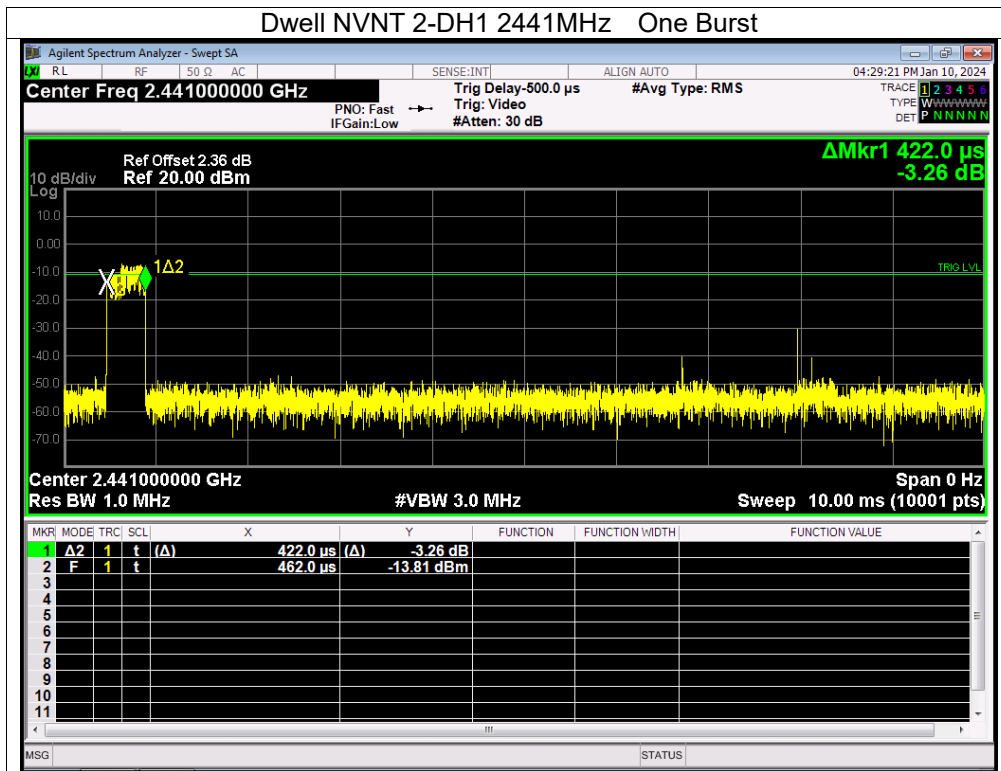 Dwell NVNT 2-DH1 2441MHz One Burst
Agilent Spectrum Analyzer - Swept SA
LXI RL RF 50 Ω AC SENSE:INT ALIGN AUTO 04:29:21 PM Jan 10, 2024
Center Freq 2.441000000 GHz Trig Delay-500.0 µs #Avg Type: RMS TRACE 1 2 3 4 5 6
PNO: Fast Trig: Video TYPE WWWWWW
IFGain:Low #Atten: 30 dB DET P N N N N N
ΔMkr1 422.0 µs
-3.26 dB
Ref Offset 2.36 dB
10 dB/div Ref 20.00 dBm
Log
10.0
0.00
-10.0
1Δ2
TRIG LVL
-20.0
-30.0
-40.0
-50.0
-60.0
-70.0
Center 2.441000000 GHz Span 0 Hz
Res BW 1.0 MHz #VBW 3.0 MHz Sweep 10.00 ms (10001 pts)
MKR MODE TRC SCL X Y FUNCTION FUNCTION WIDTH FUNCTION VALUE
1 Δ2 1 t (Δ) 422.0 µs (Δ) -3.26 dB
2 F 1 t 462.0 µs -13.81 dBm
3
4
5
6
7
8
9
10
11
MSG STATUS